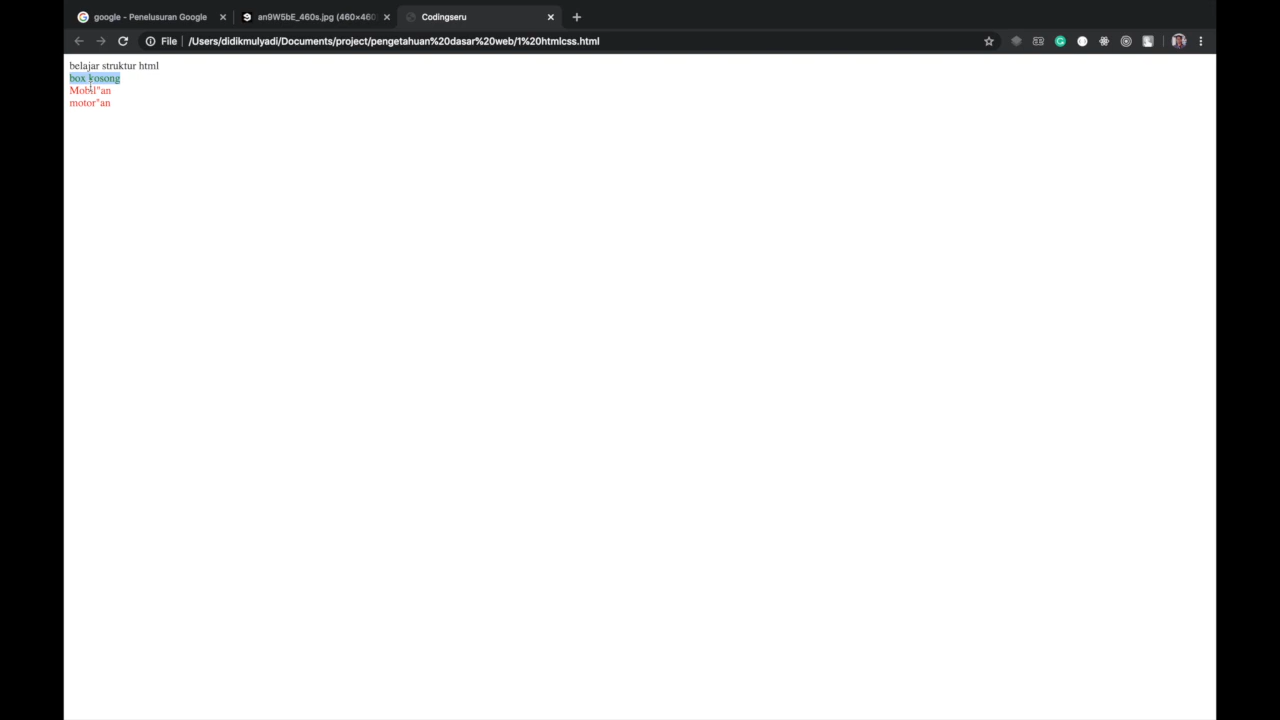 google - Penelusuran Google
an9W5bE_460s.jpg (460×460
Codingseru
File
/Users/didikmulyadi/Documents/project/pengetahuan%20dasar%20web/1%20htmlcss.html
belajar struktur html
box kosong
Mobil"an
motor"an